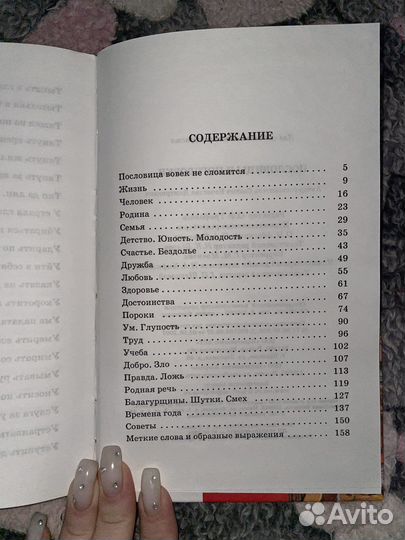 СОДЕРЖАНИЕ
Пословица вовек не сломится 5
Жизнь 9
Человек 16
Родина 23
Семья 29
Детство. Юность. Молодость 35
Счастье. Бездолье 43
Дружба 49
Любовь 55
Здоровье 61
Достоинства 67
Пороки 74
Ум. Глупость 90
Труд 96
Учеба 102
Добро. Зло 107
Правда. Ложь 113
Родная речь 119
Балагурщины. Шутки. Смех 127
Времена года 137
Советы 150
Меткие слова и образные выражения 158
Avito